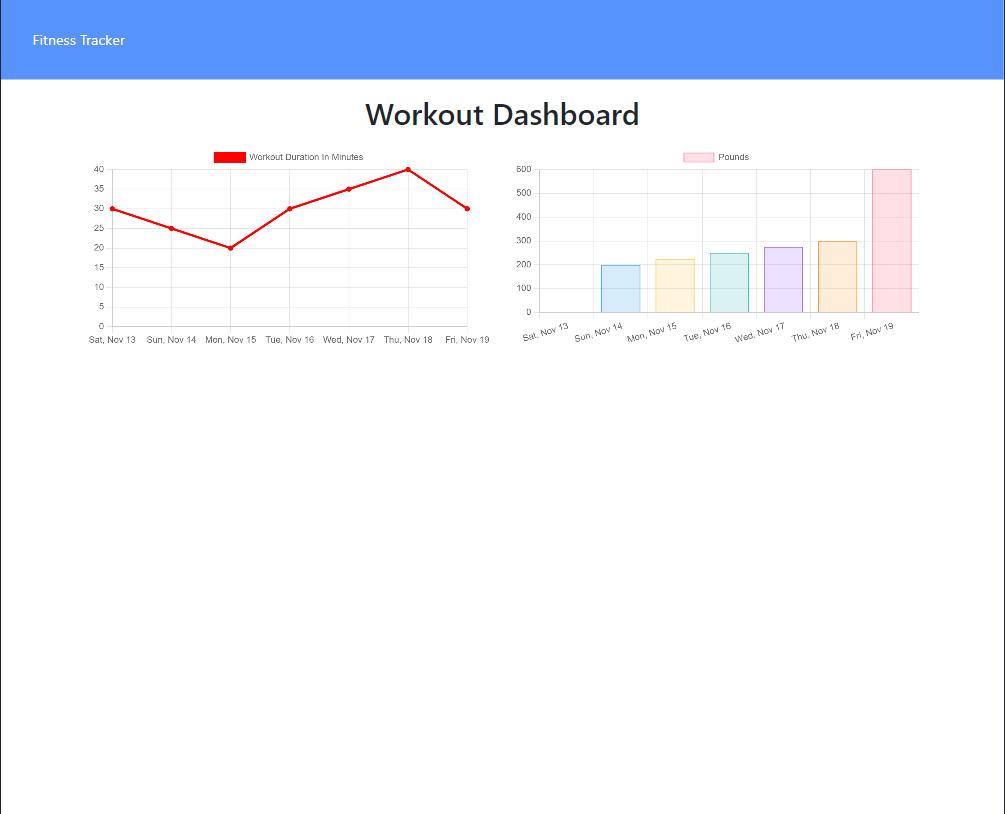 Fitness Tracker
Workout Dashboard
Workout Duration In Minutes
40
35
30
25
20
15
10
5
0
Sat, Nov 13 Sun, Nov 14 Mon, Nov 15 Tue, Nov 16 Wed, Nov 17 Thu, Nov 18 Fri, Nov 19
Pounds
600
500
400
300
200
100
0
Sat, Nov 13 Sun, Nov 14 Mon, Nov 15 Tue, Nov 16 Wed, Nov 17 Thu, Nov 18 Fri, Nov 19